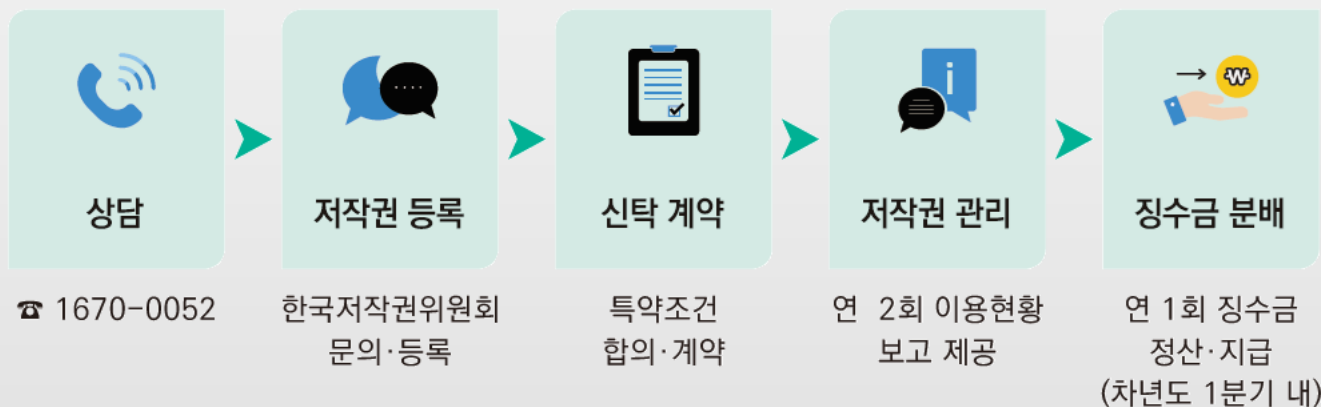 상담
☎ 1670-0052
저작권 등록
한국저작권위원회
문의·등록
신탁 계약
특약조건
합의·계약
i
저작권 관리
연 2회 이용현황
보고 제공
₩
징수금 분배
연 1회 징수금
정산·지급
(차년도 1분기 내)